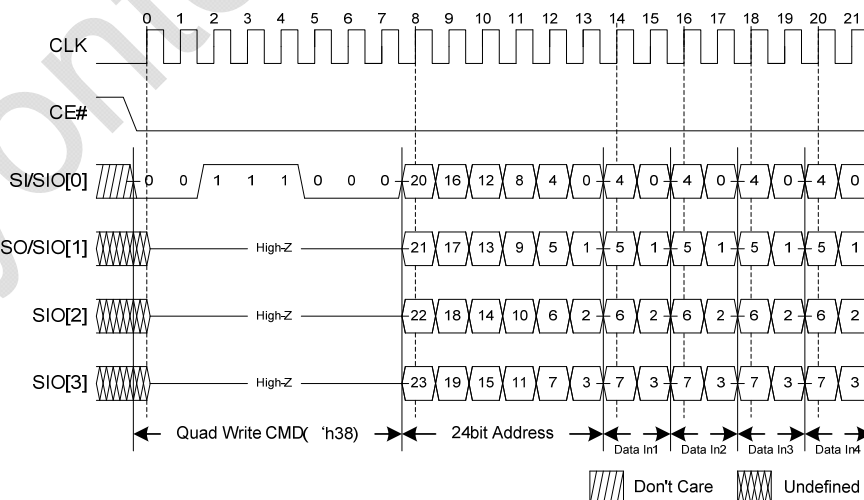 0 1 2 3 4 5 6 7 8 9 10 11 12 13 14 15 16 17 18 19 20 21
CLK
CE#
SI/SIO[0] 0 0 1 1 1 0 0 0 20 16 12 8 4 0 4 0 4 0 4 0 4 0
SO/SIO[1] High-Z 21 17 13 9 5 1 5 1 5 1 5 1 5 1
SIO[2] High-Z 22 18 14 10 6 2 6 2 6 2 6 2 6 2
SIO[3] High-Z 23 19 15 11 7 3 7 3 7 3 7 3 7 3
Quad Write CMD( ‘h38) 24bit Address Data In1 Data In2 Data In3 Data In4
Don't Care Undefined